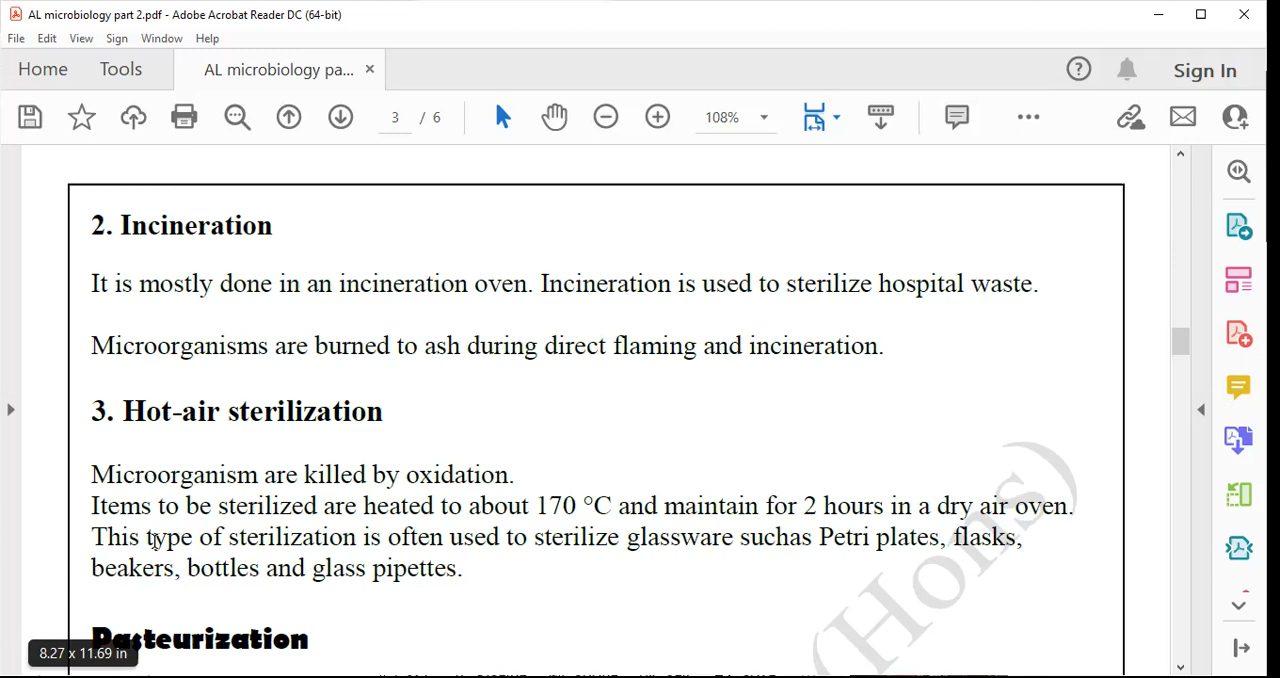 AL microbiology part 2.pdf - Adobe Acrobat Reader DC (64-bit)
File Edit View Sign Window Help
Home Tools AL microbiology pa... × Sign In
3 / 6 108%
2. Incineration
It is mostly done in an incineration oven. Incineration is used to sterilize hospital waste.
Microorganisms are burned to ash during direct flaming and incineration.
3. Hot-air sterilization
Microorganism are killed by oxidation.
Items to be sterilized are heated to about 170 °C and maintain for 2 hours in a dry air oven.
This type of sterilization is often used to sterilize glassware suchas Petri plates, flasks,
beakers, bottles and glass pipettes.
(Hons)
Pasteurization
8.27 x 11.69 in